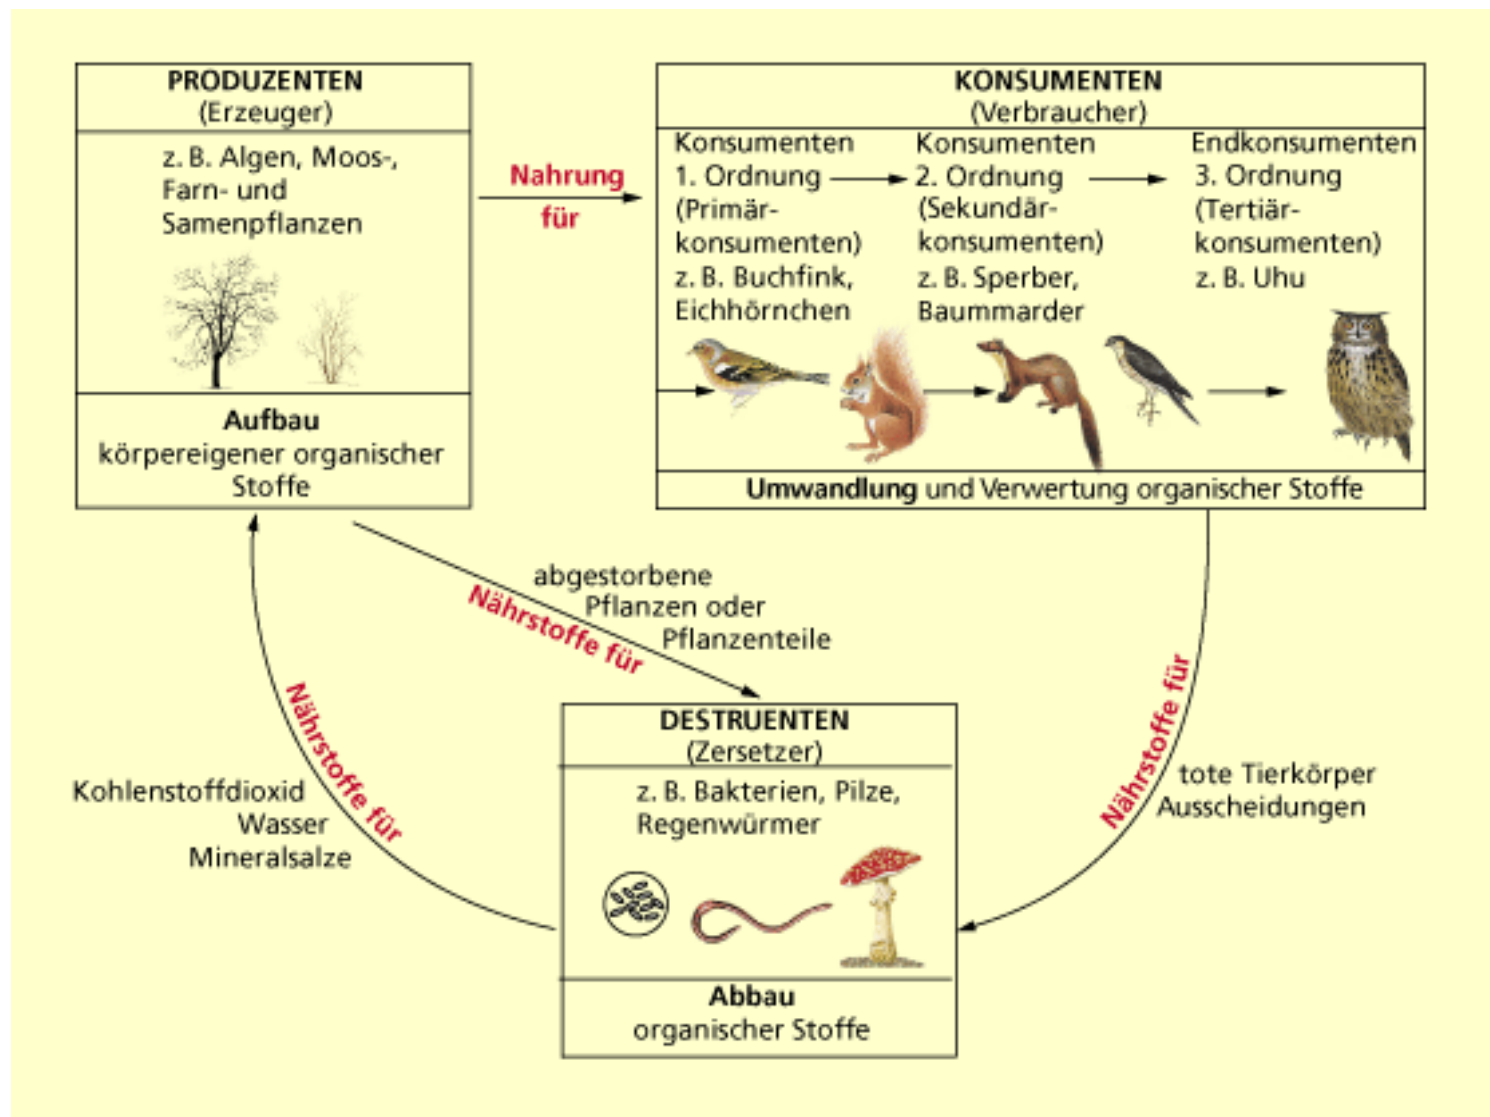 PRODUZENTEN
(Erzeuger)
z. B. Algen, Moos-,
Farn- und
Samenpflanzen
Aufbau
körpereigener organischer
Stoffe
Nahrung
für
KONSUMENTEN
(Verbraucher)
Konsumenten
1. Ordnung
(Primär-
konsumenten)
z. B. Buchfink,
Eichhörnchen
Konsumenten
2. Ordnung
(Sekundär-
konsumenten)
z. B. Sperber,
Baummarder
Endkonsumenten
3. Ordnung
(Tertiär-
konsumenten)
z. B. Uhu
Umwandlung und Verwertung organischer Stoffe
abgestorbene
Pflanzen oder
Pflanzenteile
Nährstoffe für
Nährstoffe für
tote Tierkörper
Ausscheidungen
DESTRUENTEN
(Zersetzer)
z. B. Bakterien, Pilze,
Regenwürmer
Abbau
organischer Stoffe
Nährstoffe für
Kohlenstoffdioxid
Wasser
Mineralsalze